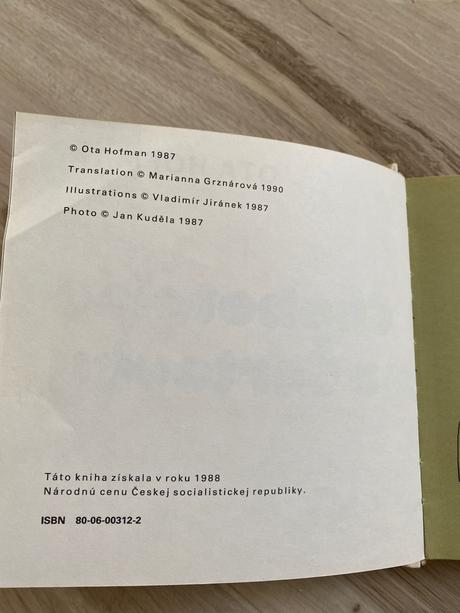 © Ota Hofman 1987
Translation © Marianna Grznárová 1990
Illustrations © Vladimír Jiránek 1987
Photo © Jan Kuděla 1987
Táto kniha získala v roku 1988
Národnú cenu Českej socialistickej republiky.
ISBN 80-06-00312-2